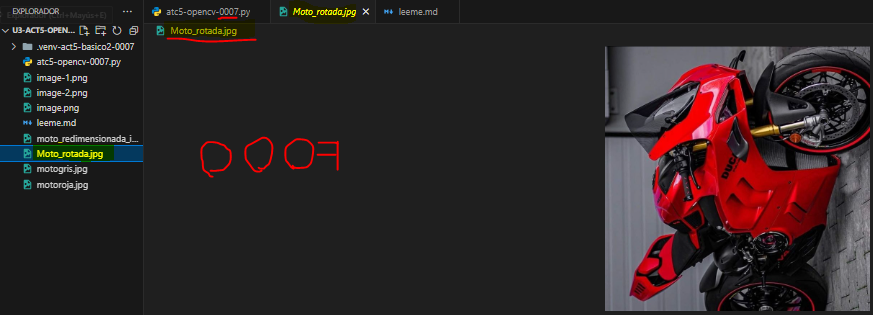 EXPLORADOR ···
U3-ACT5-OPEN...
.venv-act5-basico2-0007
atc5-opencv-0007.py
image-1.png
image-2.png
image.png
leeme.md
moto_redimensionada_i...
Moto_rotada.jpg
motogris.jpg
motoroja.jpg
atc5-opencv-0007.py Moto_rotada.jpg leeme.md
Moto_rotada.jpg
0007
DUCATI